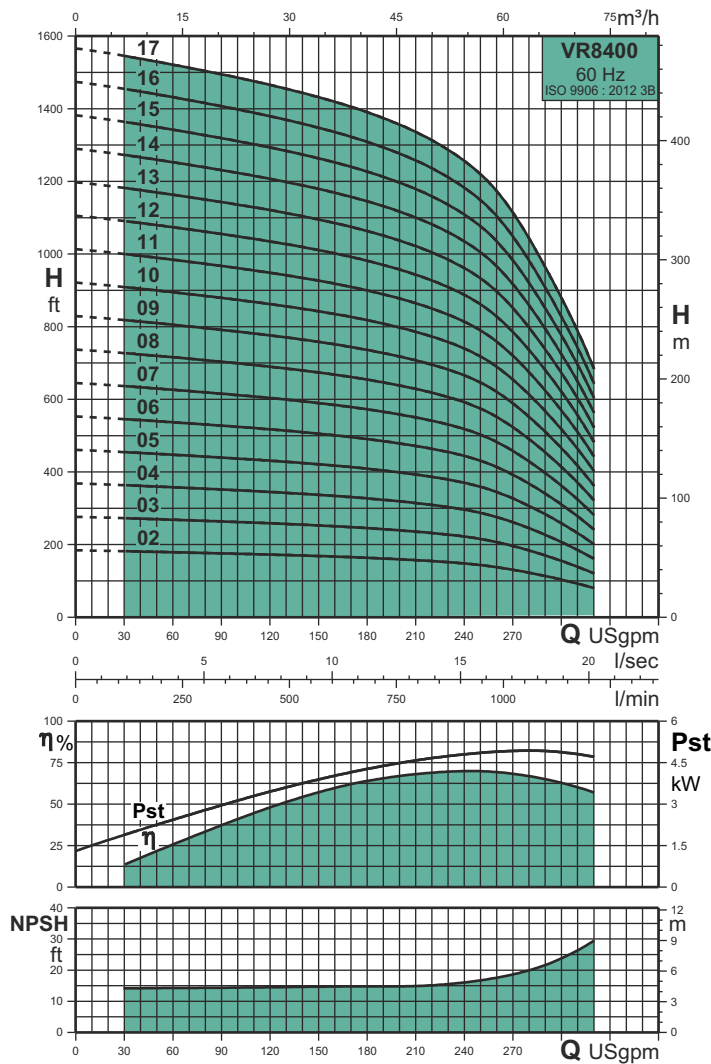 0 15 30 45 60 75 m³/h
1600
1400
1200
1000
800
600
400
200
0
H
ft
VR8400
60 Hz
ISO 9906 : 2012 3B
17
16
15
14
13
12
11
10
09
08
07
06
05
04
03
02
400
300
200
100
0
H
m
0 30 60 90 120 150 180 210 240 270
Q USgpm
0 5 10 15 20 l/sec
0 250 500 750 1000 l/min
100
75
50
25
0
η%
Pst
η
6
4.5
3
1.5
0
Pst
kW
40
30
20
10
0
NPSH
ft
12
9
6
3
0
m
0 30 60 90 120 150 180 210 240 270
Q USgpm